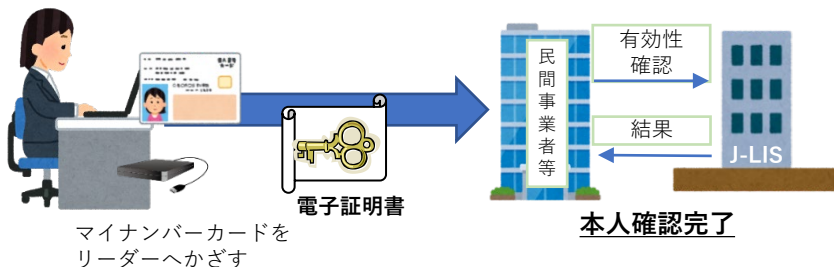 マイナンバーカードを
リーダーへかざす
電子証明書
民間事業者等
有効性
確認
結果
J-LIS
本人確認完了